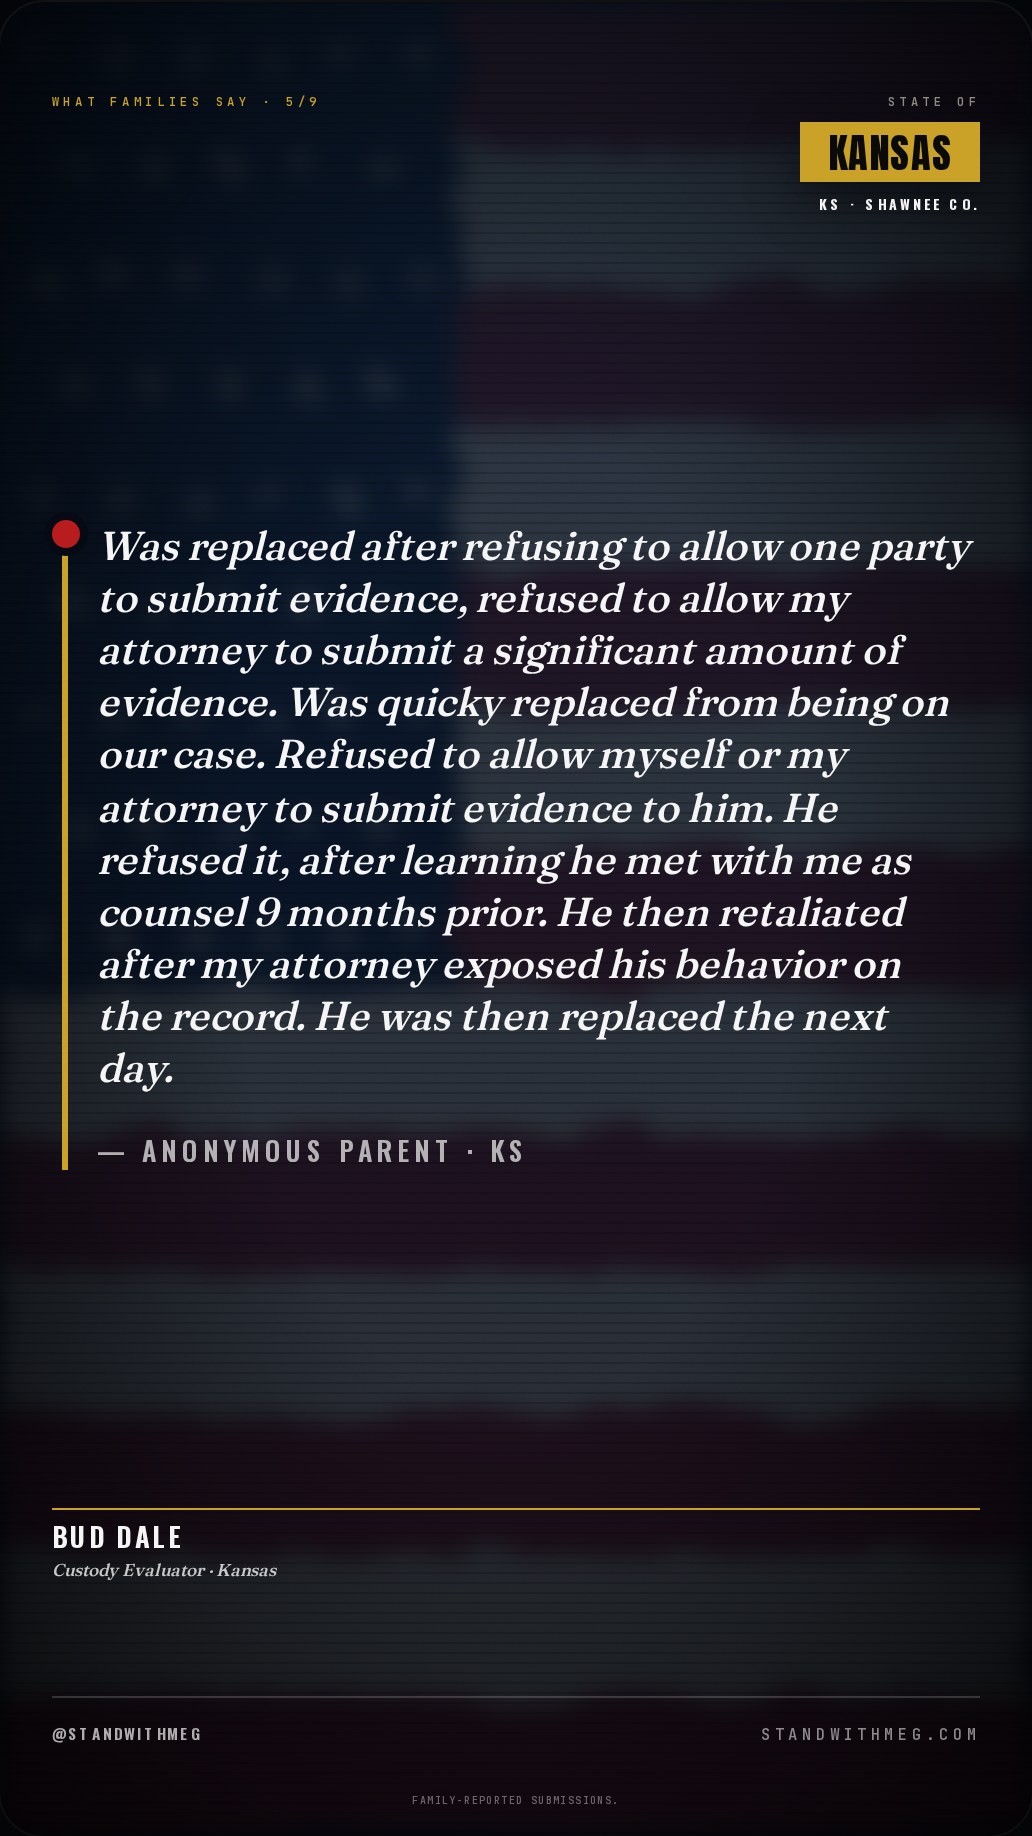 WHAT FAMILIES SAY · 5/9
STATE OF
KANSAS
KS · SHAWNEE CO.
Was replaced after refusing to allow one party
to submit evidence, refused to allow my
attorney to submit a significant amount of
evidence. Was quicky replaced from being on
our case. Refused to allow myself or my
attorney to submit evidence to him. He
refused it, after learning he met with me as
counsel 9 months prior. He then retaliated
after my attorney exposed his behavior on
the record. He was then replaced the next
day.
— ANONYMOUS PARENT · KS
BUD DALE
Custody Evaluator · Kansas
@STANDWITHMEG
STANDWITHMEG.COM
FAMILY-REPORTED SUBMISSIONS.